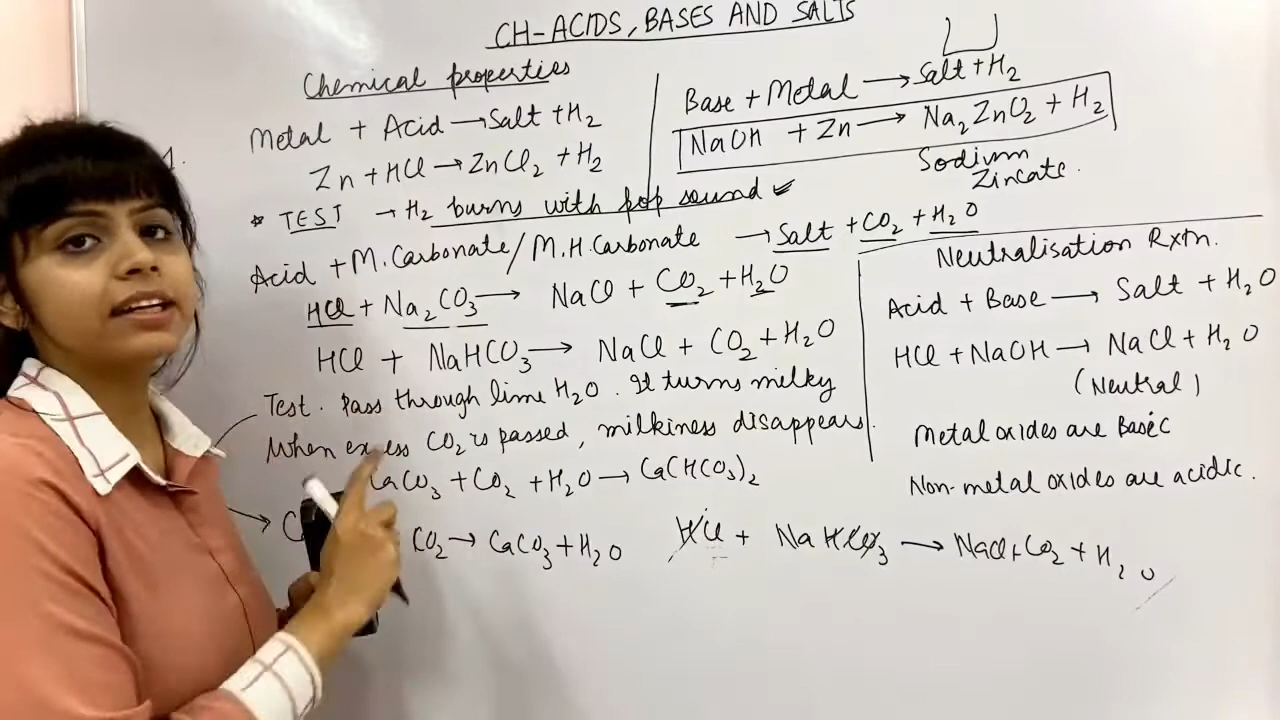 CH-ACIDS, BASES AND SALTS
Chemical properties
1.
Metal + Acid → Salt + H₂
Zn + HCl → ZnCl₂ + H₂
* TEST → H₂ burns with pop sound ✓
Base + Metal → Salt + H₂
NaOH + Zn → Na₂ZnO₂ + H₂
Sodium
Zincate.
Acid + M.Carbonate/M.H.Carbonate → Salt + CO₂ + H₂O
HCl + Na₂CO₃ → NaCl + CO₂ + H₂O
HCl + NaHCO₃ → NaCl + CO₂ + H₂O
Test. Pass through lime H₂O. It turns milky
When excess CO₂ is passed, milkiness disappears.
CaCO₃ + CO₂ + H₂O → Ca(HCO₃)₂
CO₂ → CaCO₃ + H₂O
Neutralisation Rxtn.
Acid + Base → Salt + H₂O
HCl + NaOH → NaCl + H₂O
(Neutral)
Metal oxides are Basic
Non-metal oxides are acidic.
HCl + NaHCO₃ → NaCl + CO₂ + H₂O